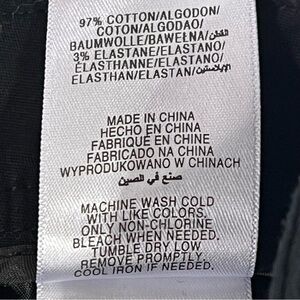 97% COTTON/ALGODON/
COTON/ALGODAO/
BAUMWOLLE/BAWEŁNA/القطن
3% ELASTANE/ELASTANO/
ÉLASTHANNE/ELASTANO/
ELASTHAN/ELASTAN/الإيلاستين
MADE IN CHINA
HECHO EN CHINA
FABRIQUÉ EN CHINE
FABRICADO NA CHINA
WYPRODUKOWANO W CHINACH
صنع في الصين
MACHINE WASH COLD
WITH LIKE COLORS.
ONLY NON-CHLORINE
BLEACH WHEN NEEDED.
TUMBLE DRY LOW.
REMOVE PROMPTLY.
COOL IRON IF NEEDED.